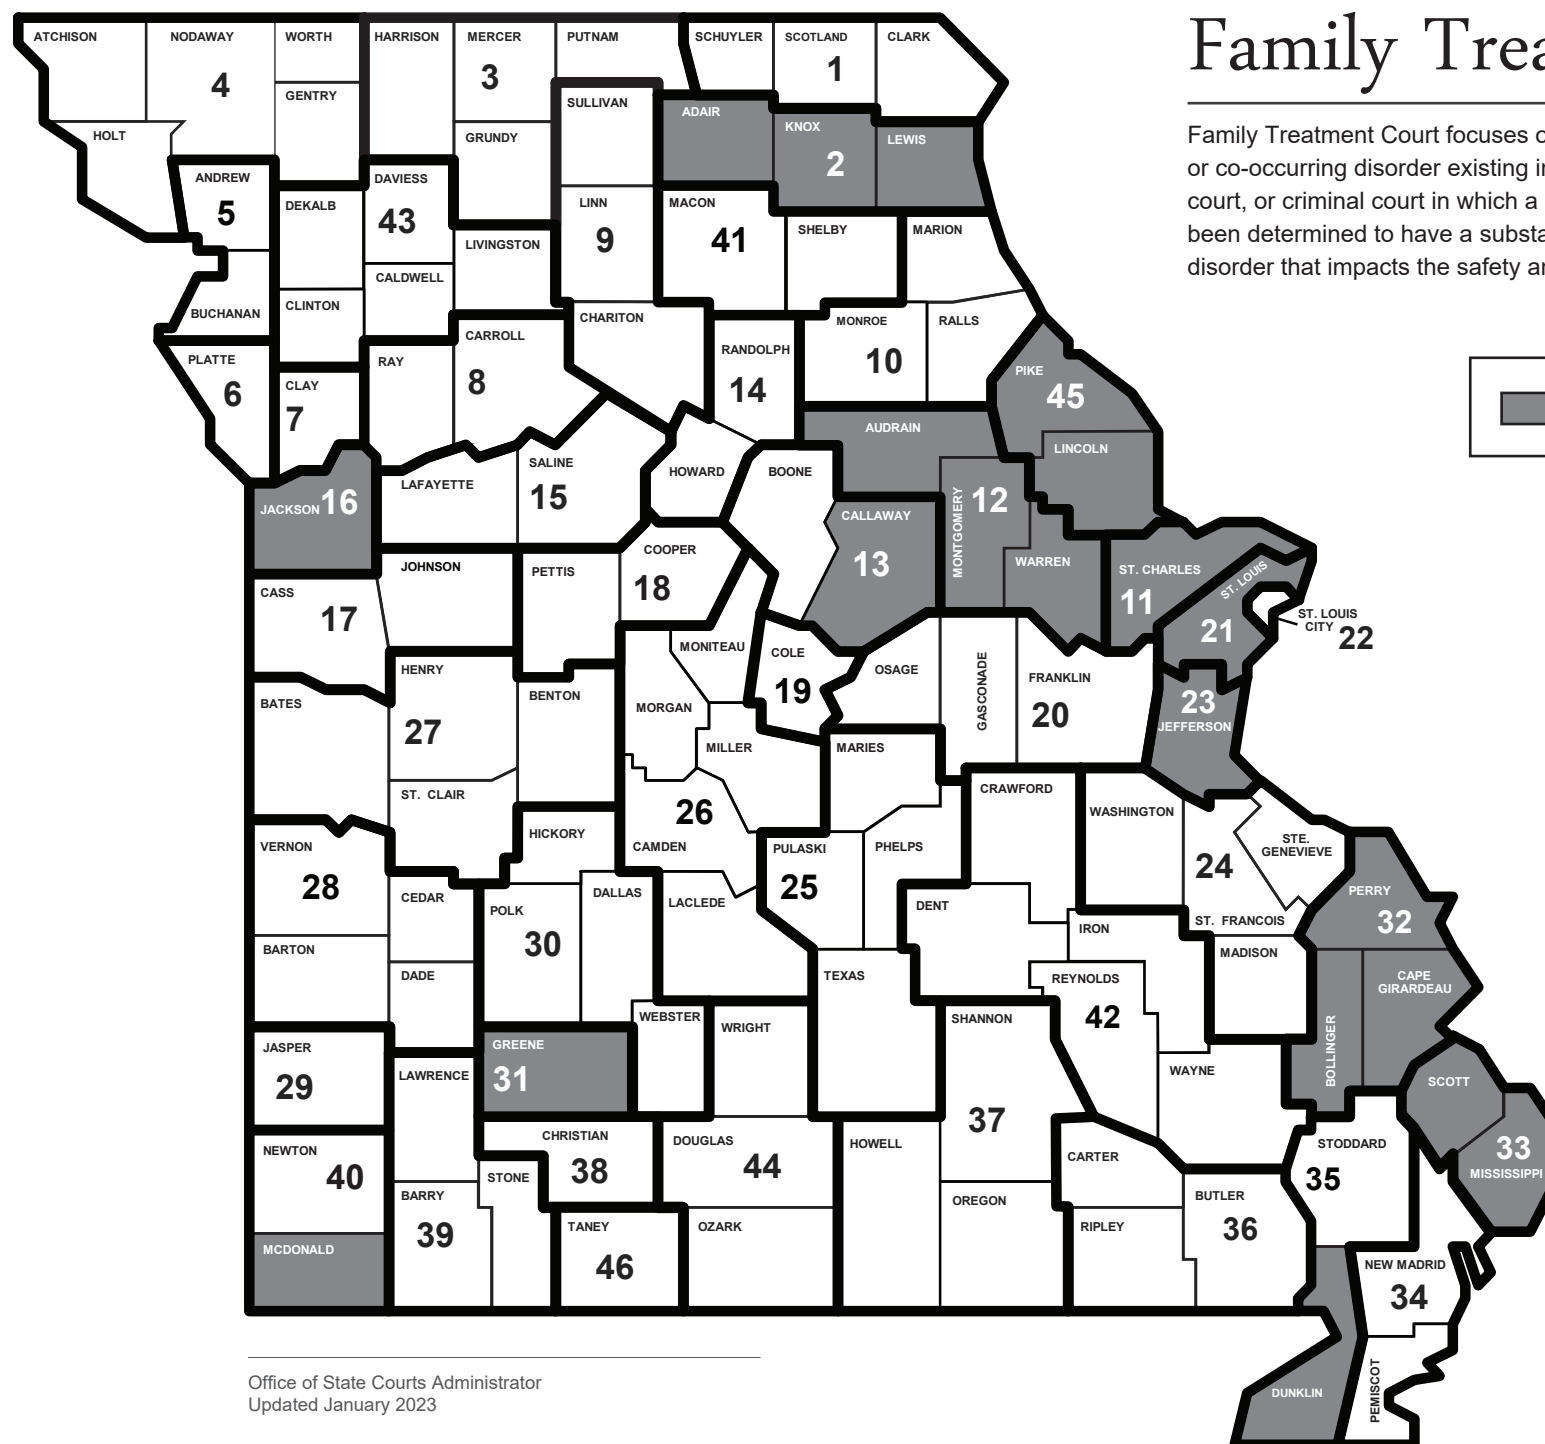 Family Trea
Family Treatment Court focuses o
or co-occurring disorder existing i
court, or criminal court in which a
been determined to have a substa
disorder that impacts the safety a
ATCHISON
NODAWAY
4
WORTH
HARRISON
MERCER
3
PUTNAM
SCHUYLER
SCOTLAND
1
CLARK
GENTRY
HOLT
SULLIVAN
ADAIR
KNOX
2
LEWIS
GRUNDY
ANDREW
5
DEKALB
DAVIESS
43
LINN
9
MACON
41
SHELBY
MARION
LIVINGSTON
CALDWELL
BUCHANAN
CLINTON
CHARITON
MONROE
10
RALLS
CARROLL
8
RAY
PLATTE
6
CLAY
7
RANDOLPH
14
PIKE
45
AUDRAIN
LINCOLN
SALINE
15
LAFAYETTE
HOWARD
BOONE
JACKSON
16
CALLAWAY
13
MONTGOMERY
12
WARREN
ST. CHARLES
11
ST. LOUIS
21
ST. LOUIS
CITY
22
COOPER
18
JOHNSON
PETTIS
CASS
17
MONITEAU
COLE
19
OSAGE
GASCONADE
FRANKLIN
20
23
JEFFERSON
HENRY
27
BENTON
BATES
MORGAN
MILLER
MARIES
ST. CLAIR
26
CAMDEN
CRAWFORD
WASHINGTON
STE.
GENEVIEVE
24
ST. FRANCOIS
HICKORY
VERNON
28
PULASKI
25
PHELPS
CEDAR
DALLAS
POLK
30
LACLEDE
DENT
PERRY
32
IRON
BARTON
MADISON
DADE
TEXAS
REYNOLDS
42
CAPE
GIRARDEAU
BOLLINGER
WEBSTER
WRIGHT
SHANNON
37
JASPER
29
GREENE
31
LAWRENCE
WAYNE
SCOTT
CHRISTIAN
38
DOUGLAS
44
HOWELL
NEWTON
40
STODDARD
35
33
MISSISSIPPI
CARTER
STONE
BARRY
39
OREGON
BUTLER
36
TANEY
46
OZARK
RIPLEY
MCDONALD
NEW MADRID
34
DUNKLIN
PEMISCOT
Office of State Courts Administrator
Updated January 2023